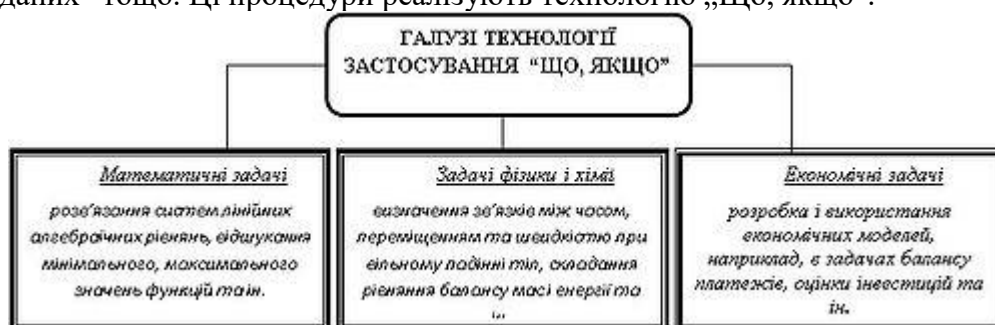 даних" тощо. Ці процедури реалізують технологію „Що, якщо".
ГАЛУЗІ ТЕХНОЛОГІЇ
ЗАСТОСУВАННЯ “ЩО, ЯКЩО”
Математичні задачі
розв'язання систем лінійних
алгебраїчних рівнянь, відшукання
мінімального, максимального
значень функцій та ін.
Задачі фізики і хімії
визначення зв'язків між часом,
переміщенням та швидкістю при
вільному падінні тіл, складання
рівняння балансу масі енергії та
ін.
Економічні задачі
розробка і використання
економічних моделей,
наприклад, в задачах балансу
платежів, оцінки інвестицій та
ін.